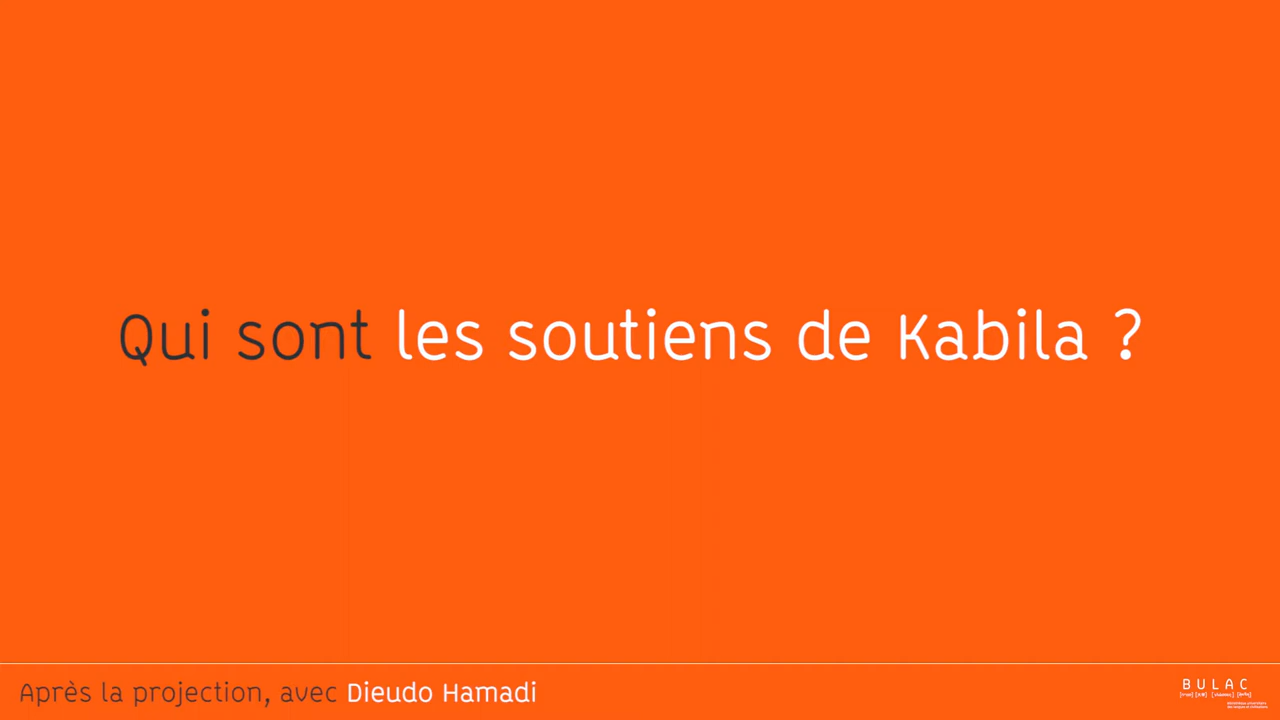 Qui sont les soutiens de Kabila ?
Après la projection, avec Dieudo Hamadi
BULAC